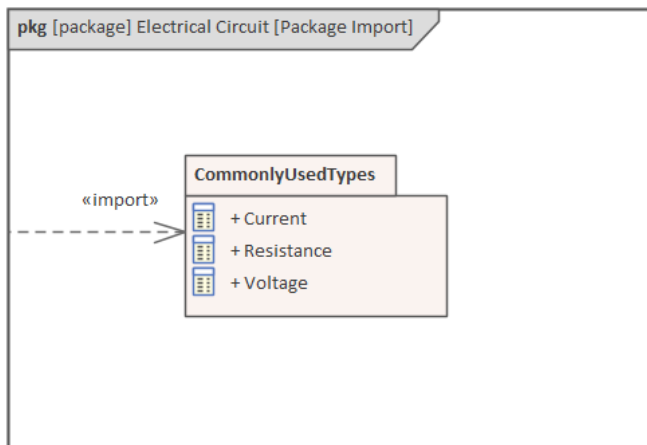 pkg [package] Electrical Circuit [Package Import]
CommonlyUsedTypes
«import»
+ Current
+ Resistance
+ Voltage